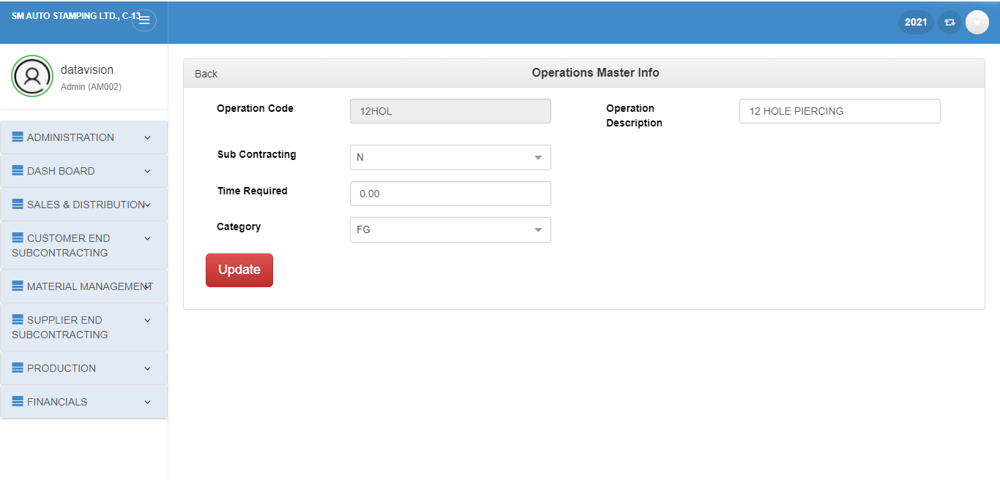 SM AUTO STAMPING LTD., C-13
2021
datavision
Admin (AM002)
ADMINISTRATION
DASH BOARD
SALES & DISTRIBUTION
CUSTOMER END
SUBCONTRACTING
MATERIAL MANAGEMENT
SUPPLIER END
SUBCONTRACTING
PRODUCTION
FINANCIALS
Back
Operations Master Info
Operation Code
12HOL
Operation
Description
12 HOLE PIERCING
Sub Contracting
N
Time Required
0.00
Category
FG
Update